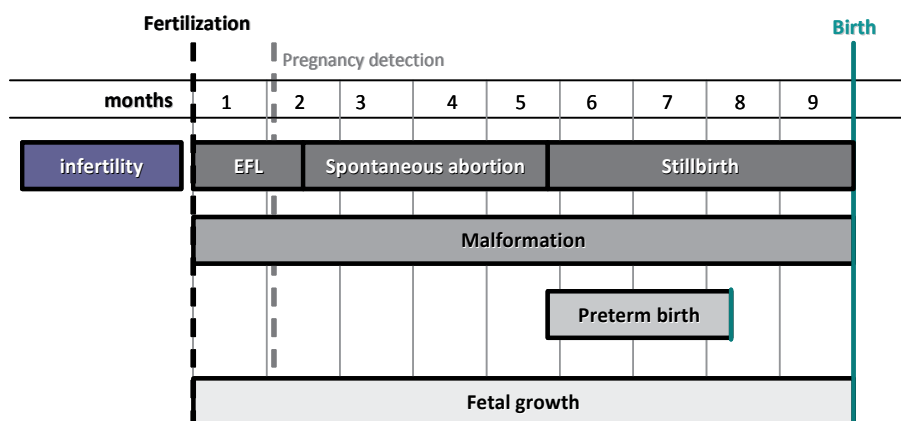 Fertilization
Birth
Pregnancy detection
months 1 2 3 4 5 6 7 8 9
infertility EFL Spontaneous abortion Stillbirth
Malformation
Preterm birth
Fetal growth